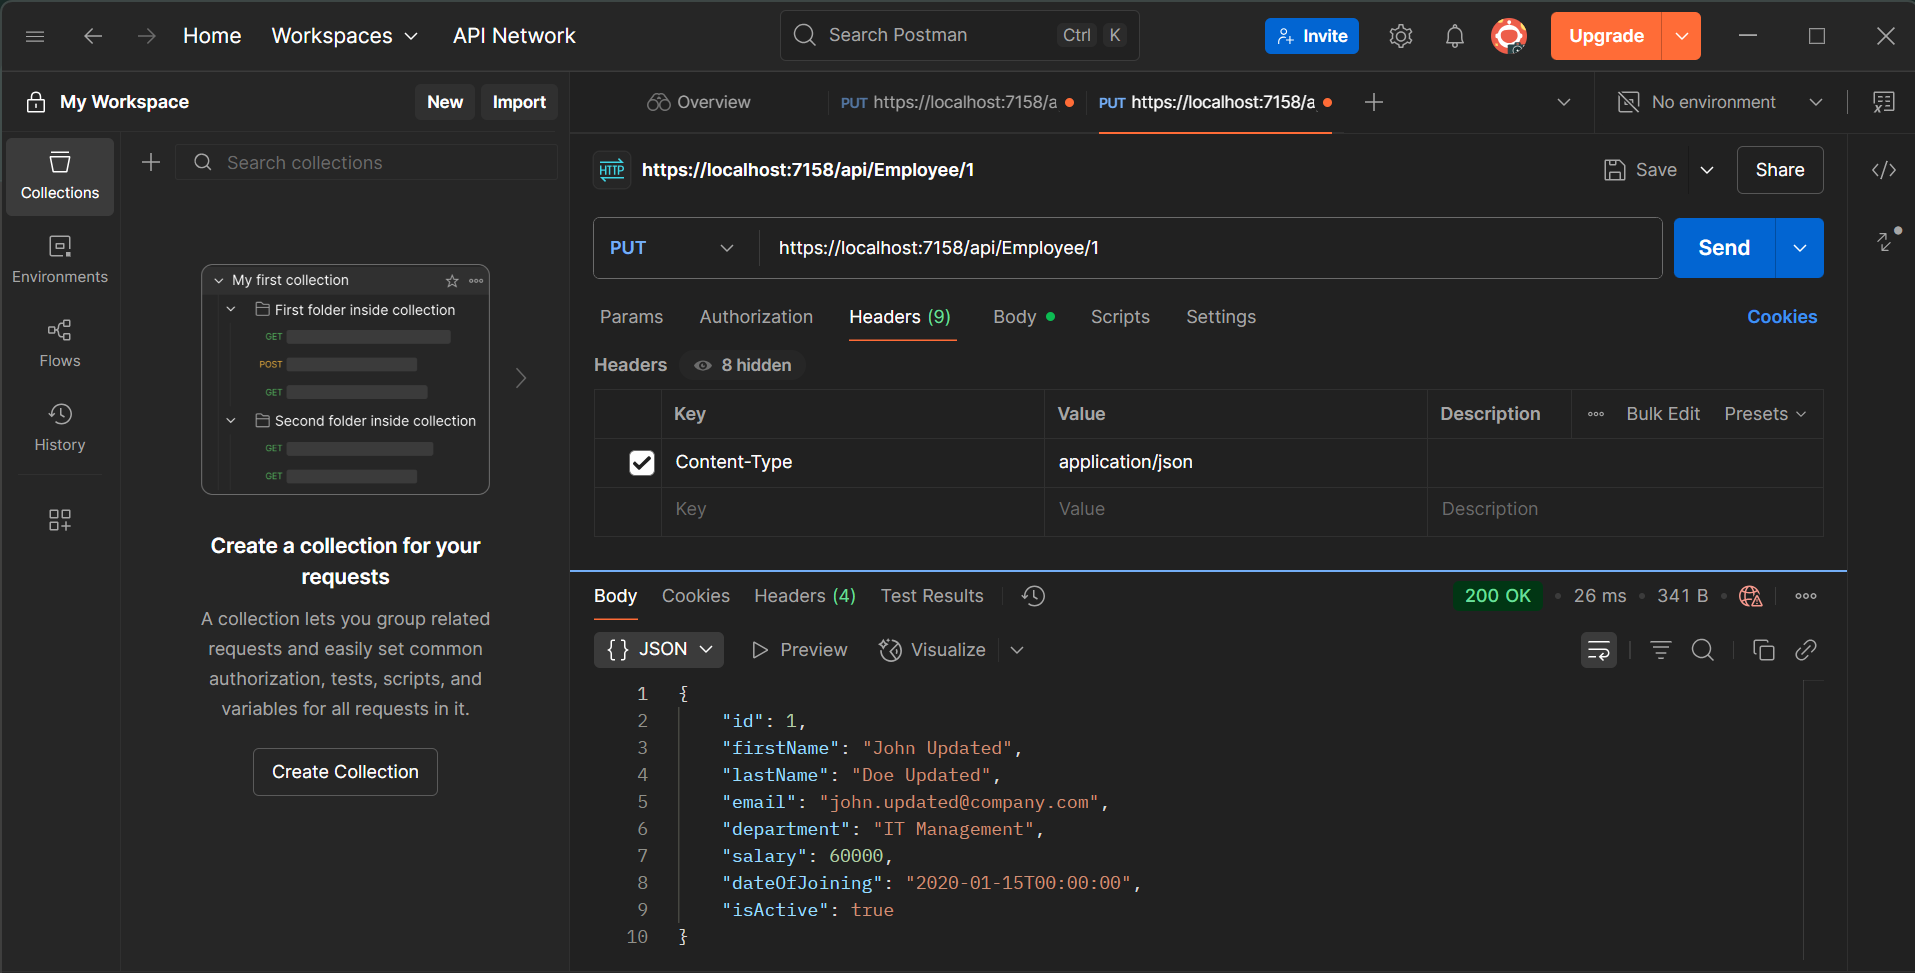 Home Workspaces API Network Search Postman Ctrl K Invite Upgrade
My Workspace New Import Overview PUT https://localhost:7158/a PUT https://localhost:7158/a No environment
Collections
Environments
Flows
History
Search collections
My first collection
First folder inside collection
GET
POST
GET
Second folder inside collection
GET
GET
Create a collection for your
requests
A collection lets you group related
requests and easily set common
authorization, tests, scripts, and
variables for all requests in it.
Create Collection
HTTP https://localhost:7158/api/Employee/1 Save Share
PUT https://localhost:7158/api/Employee/1 Send
Params Authorization Headers (9) Body Scripts Settings Cookies
Headers 8 hidden
Key Value Description Bulk Edit Presets
Content-Type application/json
Key Value Description
Body Cookies Headers (4) Test Results 200 OK 26 ms 341 B
{} JSON Preview Visualize
1 {
2 "id": 1,
3 "firstName": "John Updated",
4 "lastName": "Doe Updated",
5 "email": "john.updated@company.com",
6 "department": "IT Management",
7 "salary": 60000,
8 "dateOfJoining": "2020-01-15T00:00:00",
9 "isActive": true
10 }